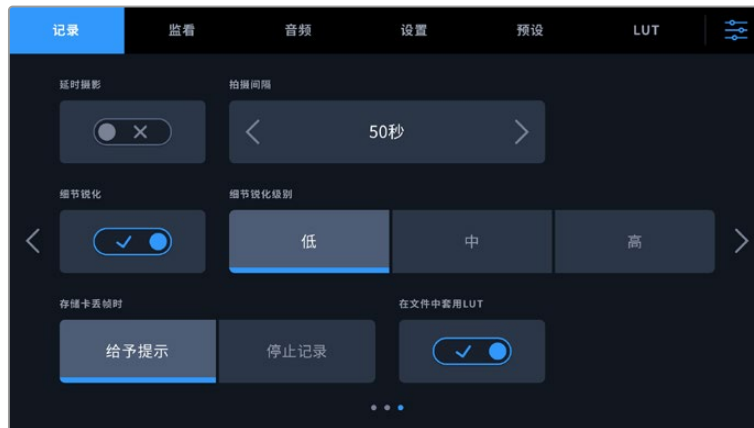 记录 监看 音频 设置 预设 LUT
延时摄影 拍摄间隔
50秒
细节锐化 细节锐化级别
低 中 高
存储卡丢帧时 在文件中套用LUT
给予提示 停止记录